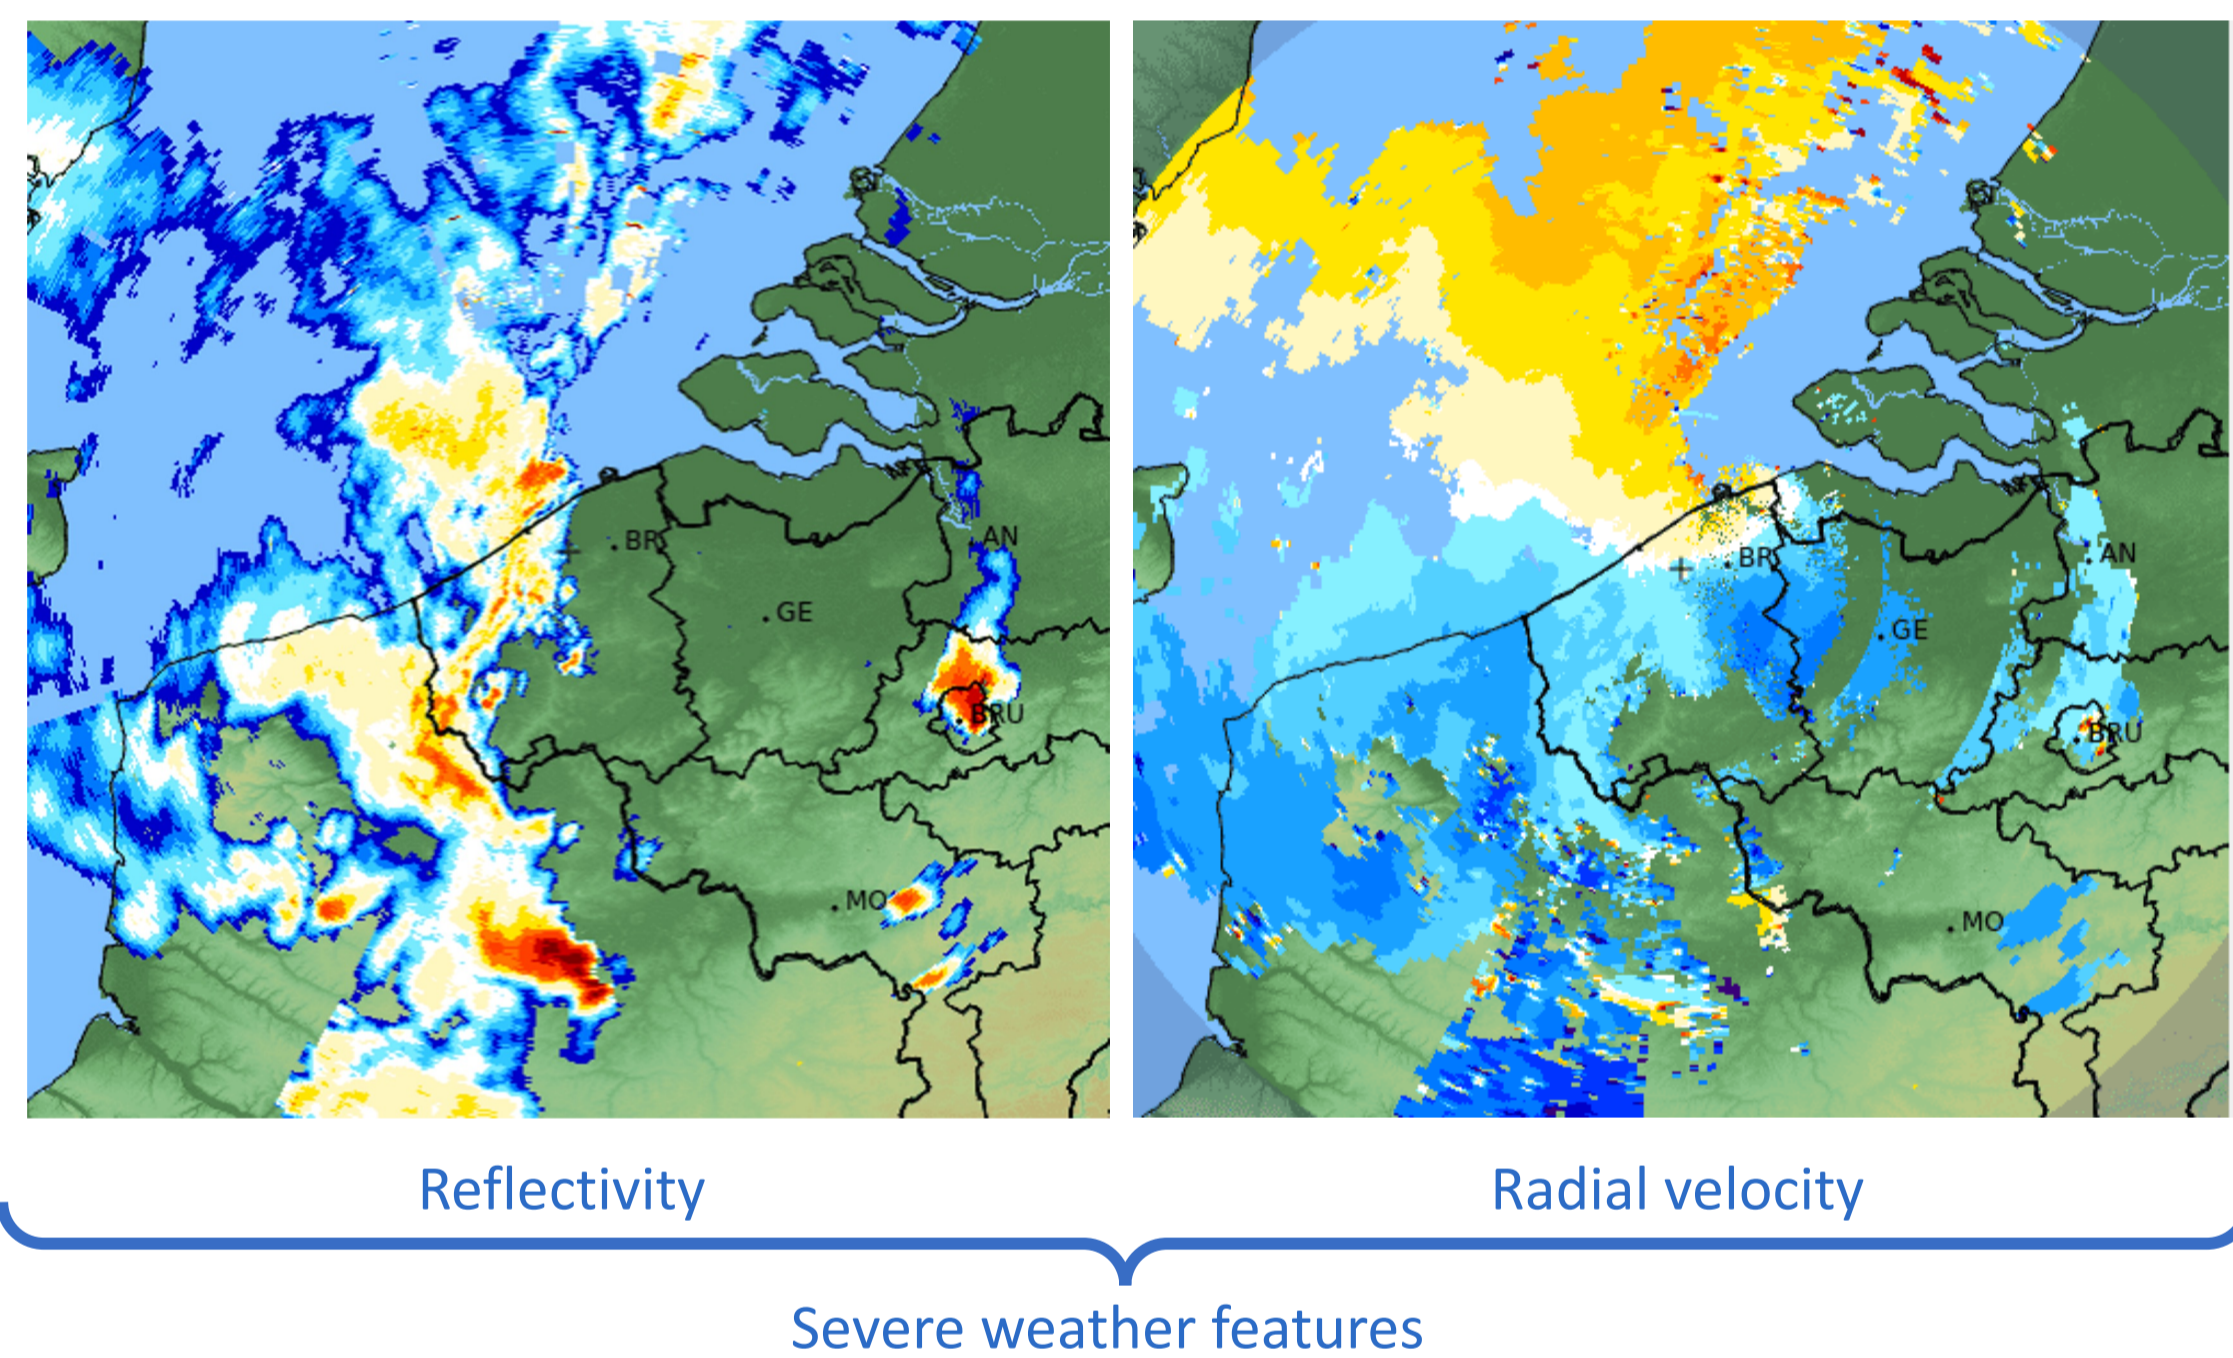 BR
AN
GE
BRU
MO
BR
AN
GE
BRU
MO
Reflectivity
Radial velocity
Severe weather features